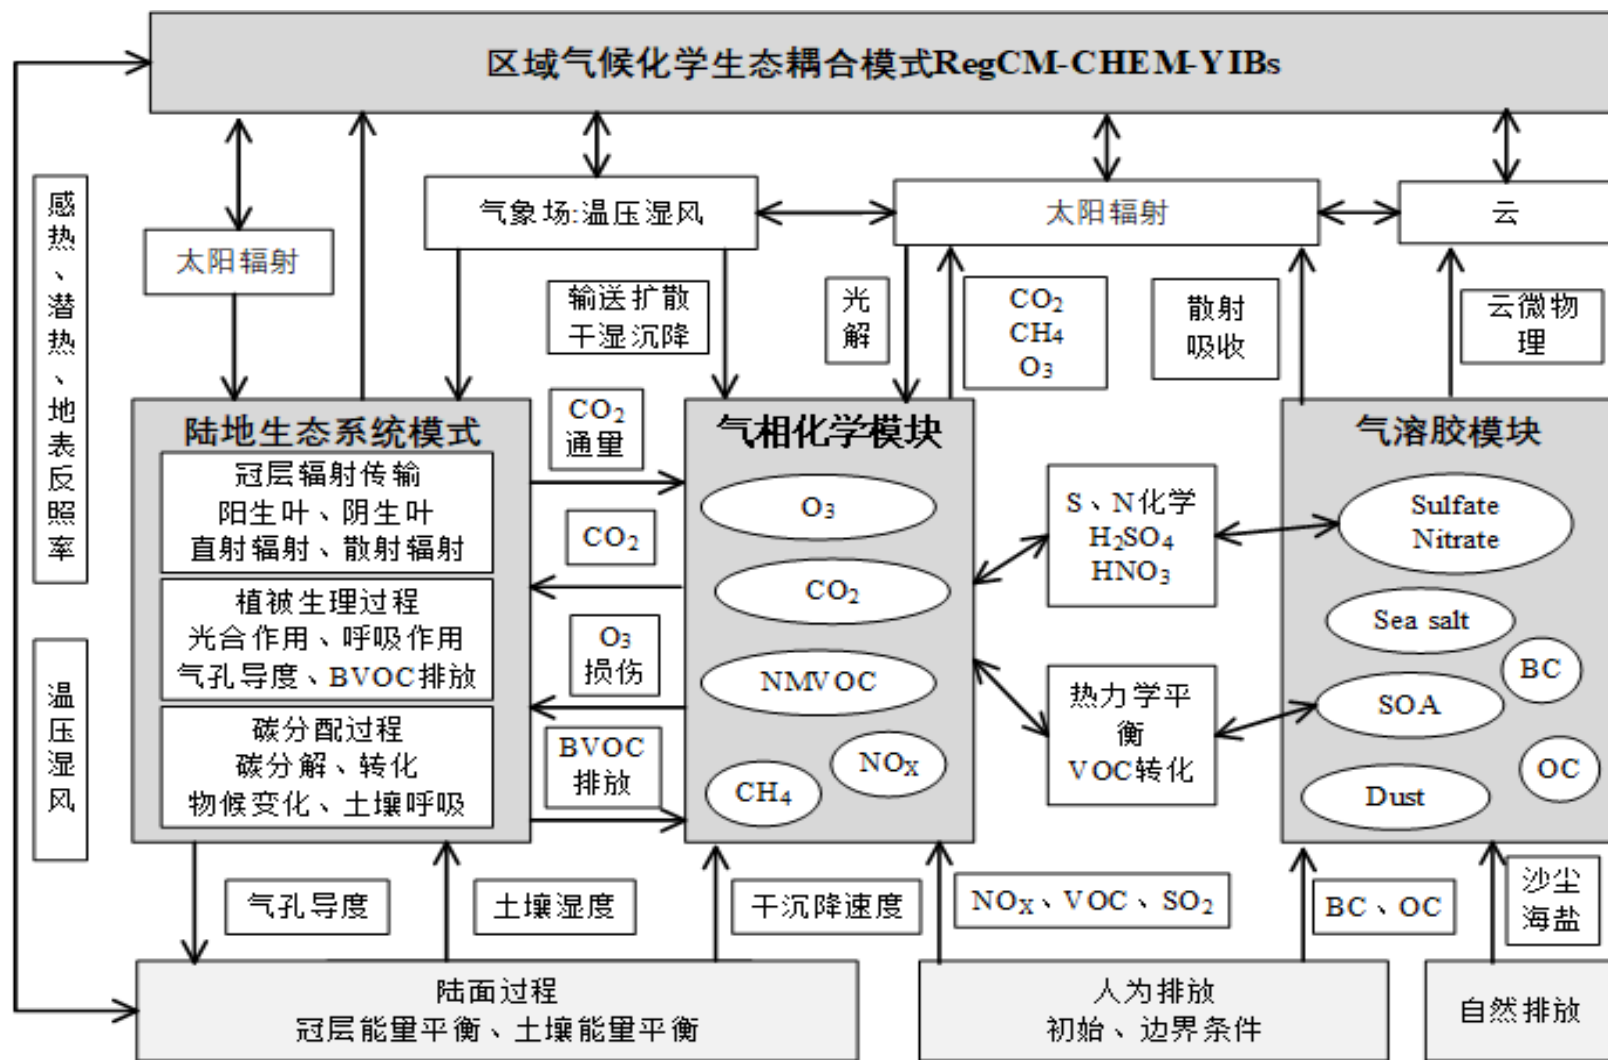 区域气候化学生态耦合模式RegCM-CHEM-YIBs
感热、潜热、地表反照率
温压湿风
太阳辐射
气象场:温压湿风
太阳辐射
云
输送扩散
干湿沉降
光
解
CO₂
CH₄
O₃
散射
吸收
云微物
理
陆地生态系统模式
冠层辐射传输
阳生叶、阴生叶
直射辐射、散射辐射
植被生理过程
光合作用、呼吸作用
气孔导度、BVOC排放
碳分配过程
碳分解、转化
物候变化、土壤呼吸
CO₂
通量
CO₂
O₃
损伤
BVOC
排放
气相化学模块
O₃
CO₂
NMVOC
NOX
CH₄
S、N化学
H₂SO₄
HNO₃
热力学平
衡
VOC转化
气溶胶模块
Sulfate
Nitrate
Sea salt
BC
SOA
OC
Dust
气孔导度
土壤湿度
干沉降速度
NOX、VOC、SO₂
BC、OC
沙尘
海盐
陆面过程
冠层能量平衡、土壤能量平衡
人为排放
初始、边界条件
自然排放